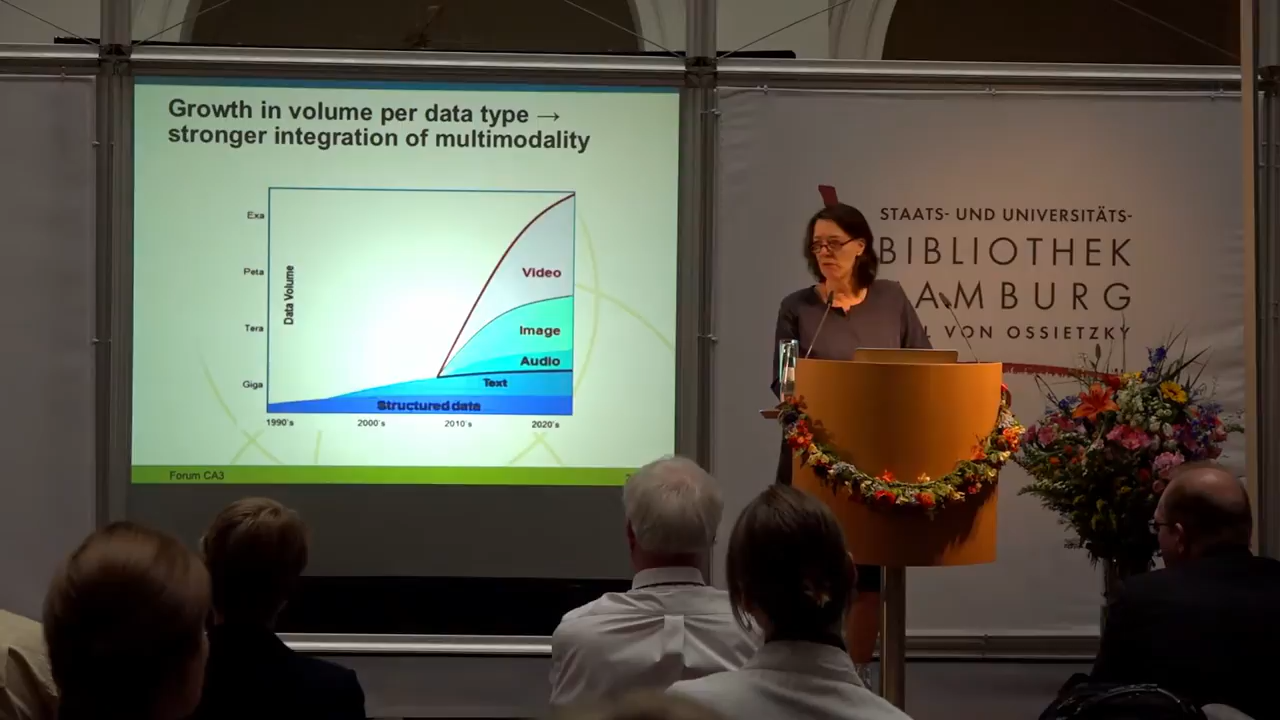 Growth in volume per data type →
stronger integration of multimodality
Exa
Peta
Tera
Giga
Data Volume
Video
Image
Audio
Text
Structured data
1990's
2000's
2010's
2020's
Forum CA3
STAATS- UND UNIVERSITÄTS-
BIBLIOTHEK
AMBURG
VON OSSIETZKY